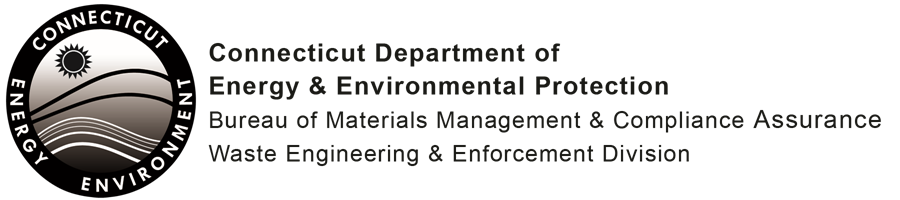 CONNECTICUT
ENERGY
ENVIRONMENT
Connecticut Department of
Energy & Environmental Protection
Bureau of Materials Management & Compliance Assurance
Waste Engineering & Enforcement Division